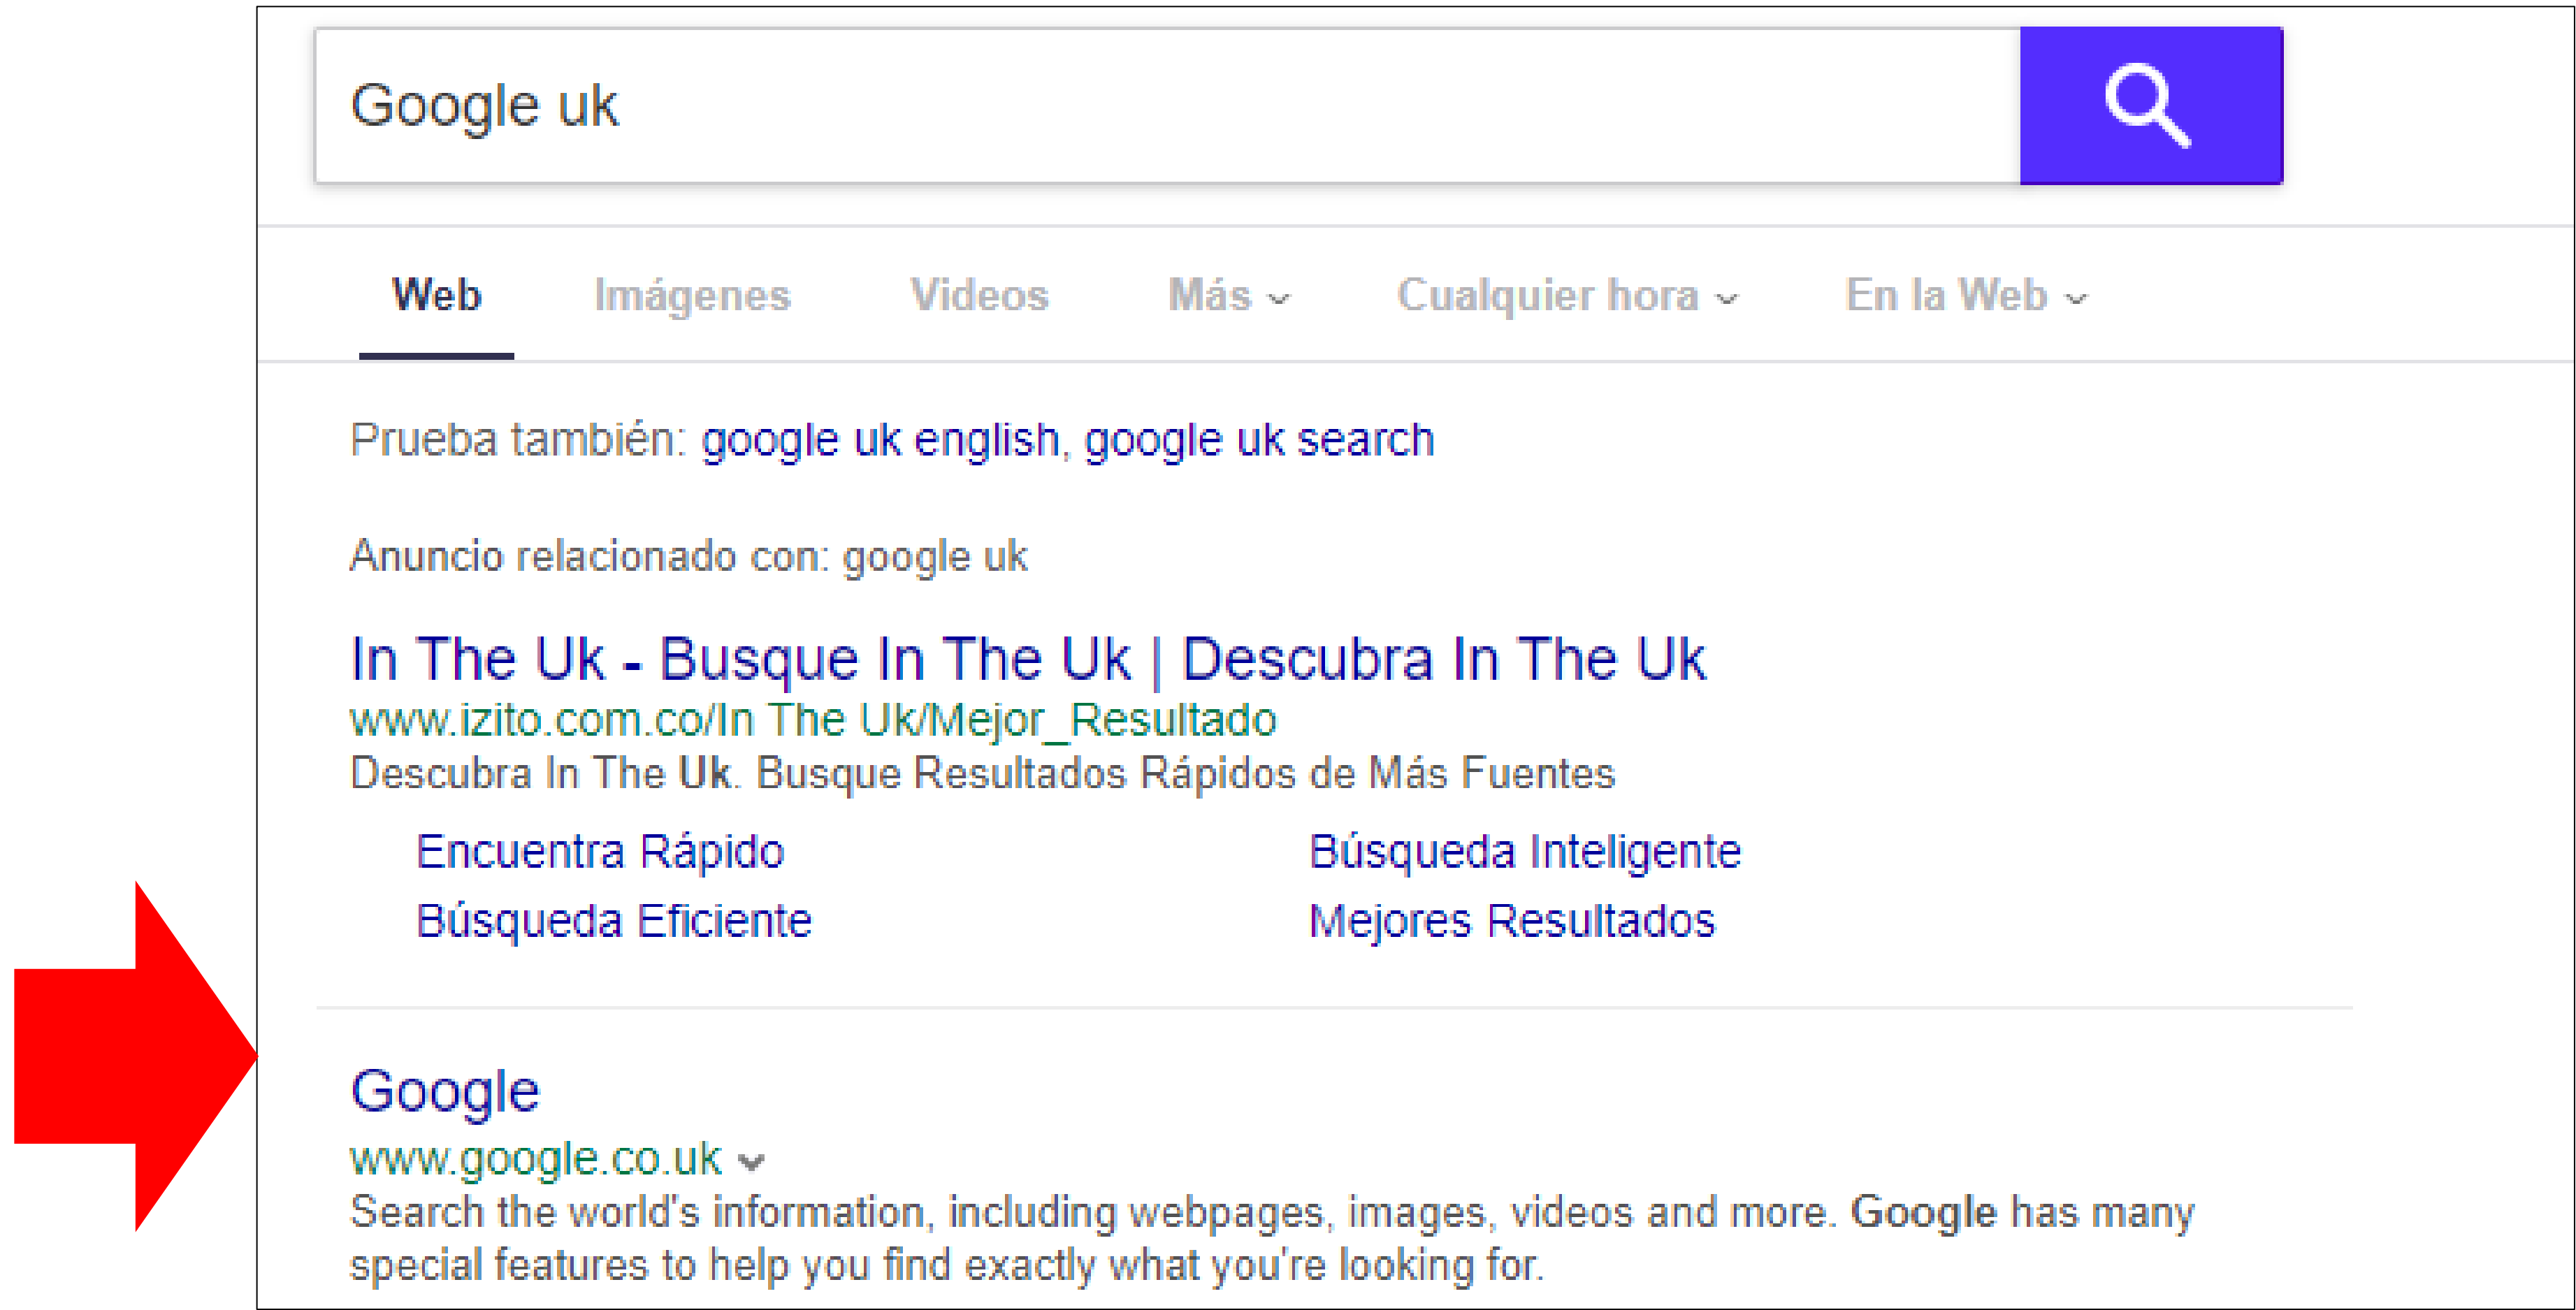 Google uk
Web Imágenes Videos Más Cualquier hora En la Web
Prueba también: google uk english, google uk search
Anuncio relacionado con: google uk
In The Uk - Busque In The Uk | Descubra In The Uk
www.izito.com.co/In The Uk/Mejor_Resultado
Descubra In The Uk. Busque Resultados Rápidos de Más Fuentes
Encuentra Rápido Búsqueda Inteligente
Búsqueda Eficiente Mejores Resultados
Google
www.google.co.uk
Search the world's information, including webpages, images, videos and more. Google has many
special features to help you find exactly what you're looking for.